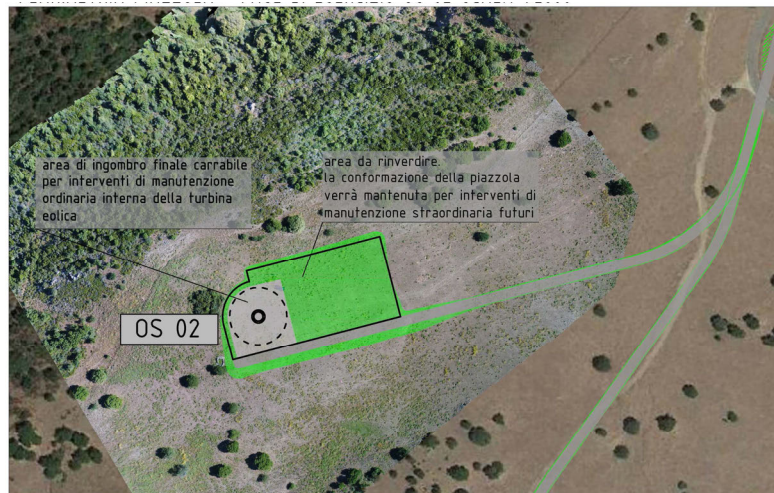 area di ingombro finale carrabile
per interventi di manutenzione
ordinaria interna della turbina
eolica
area da rinverdire.
la conformazione della piazzola
verrà mantenuta per interventi di
manutenzione straordinaria futuri
OS 02